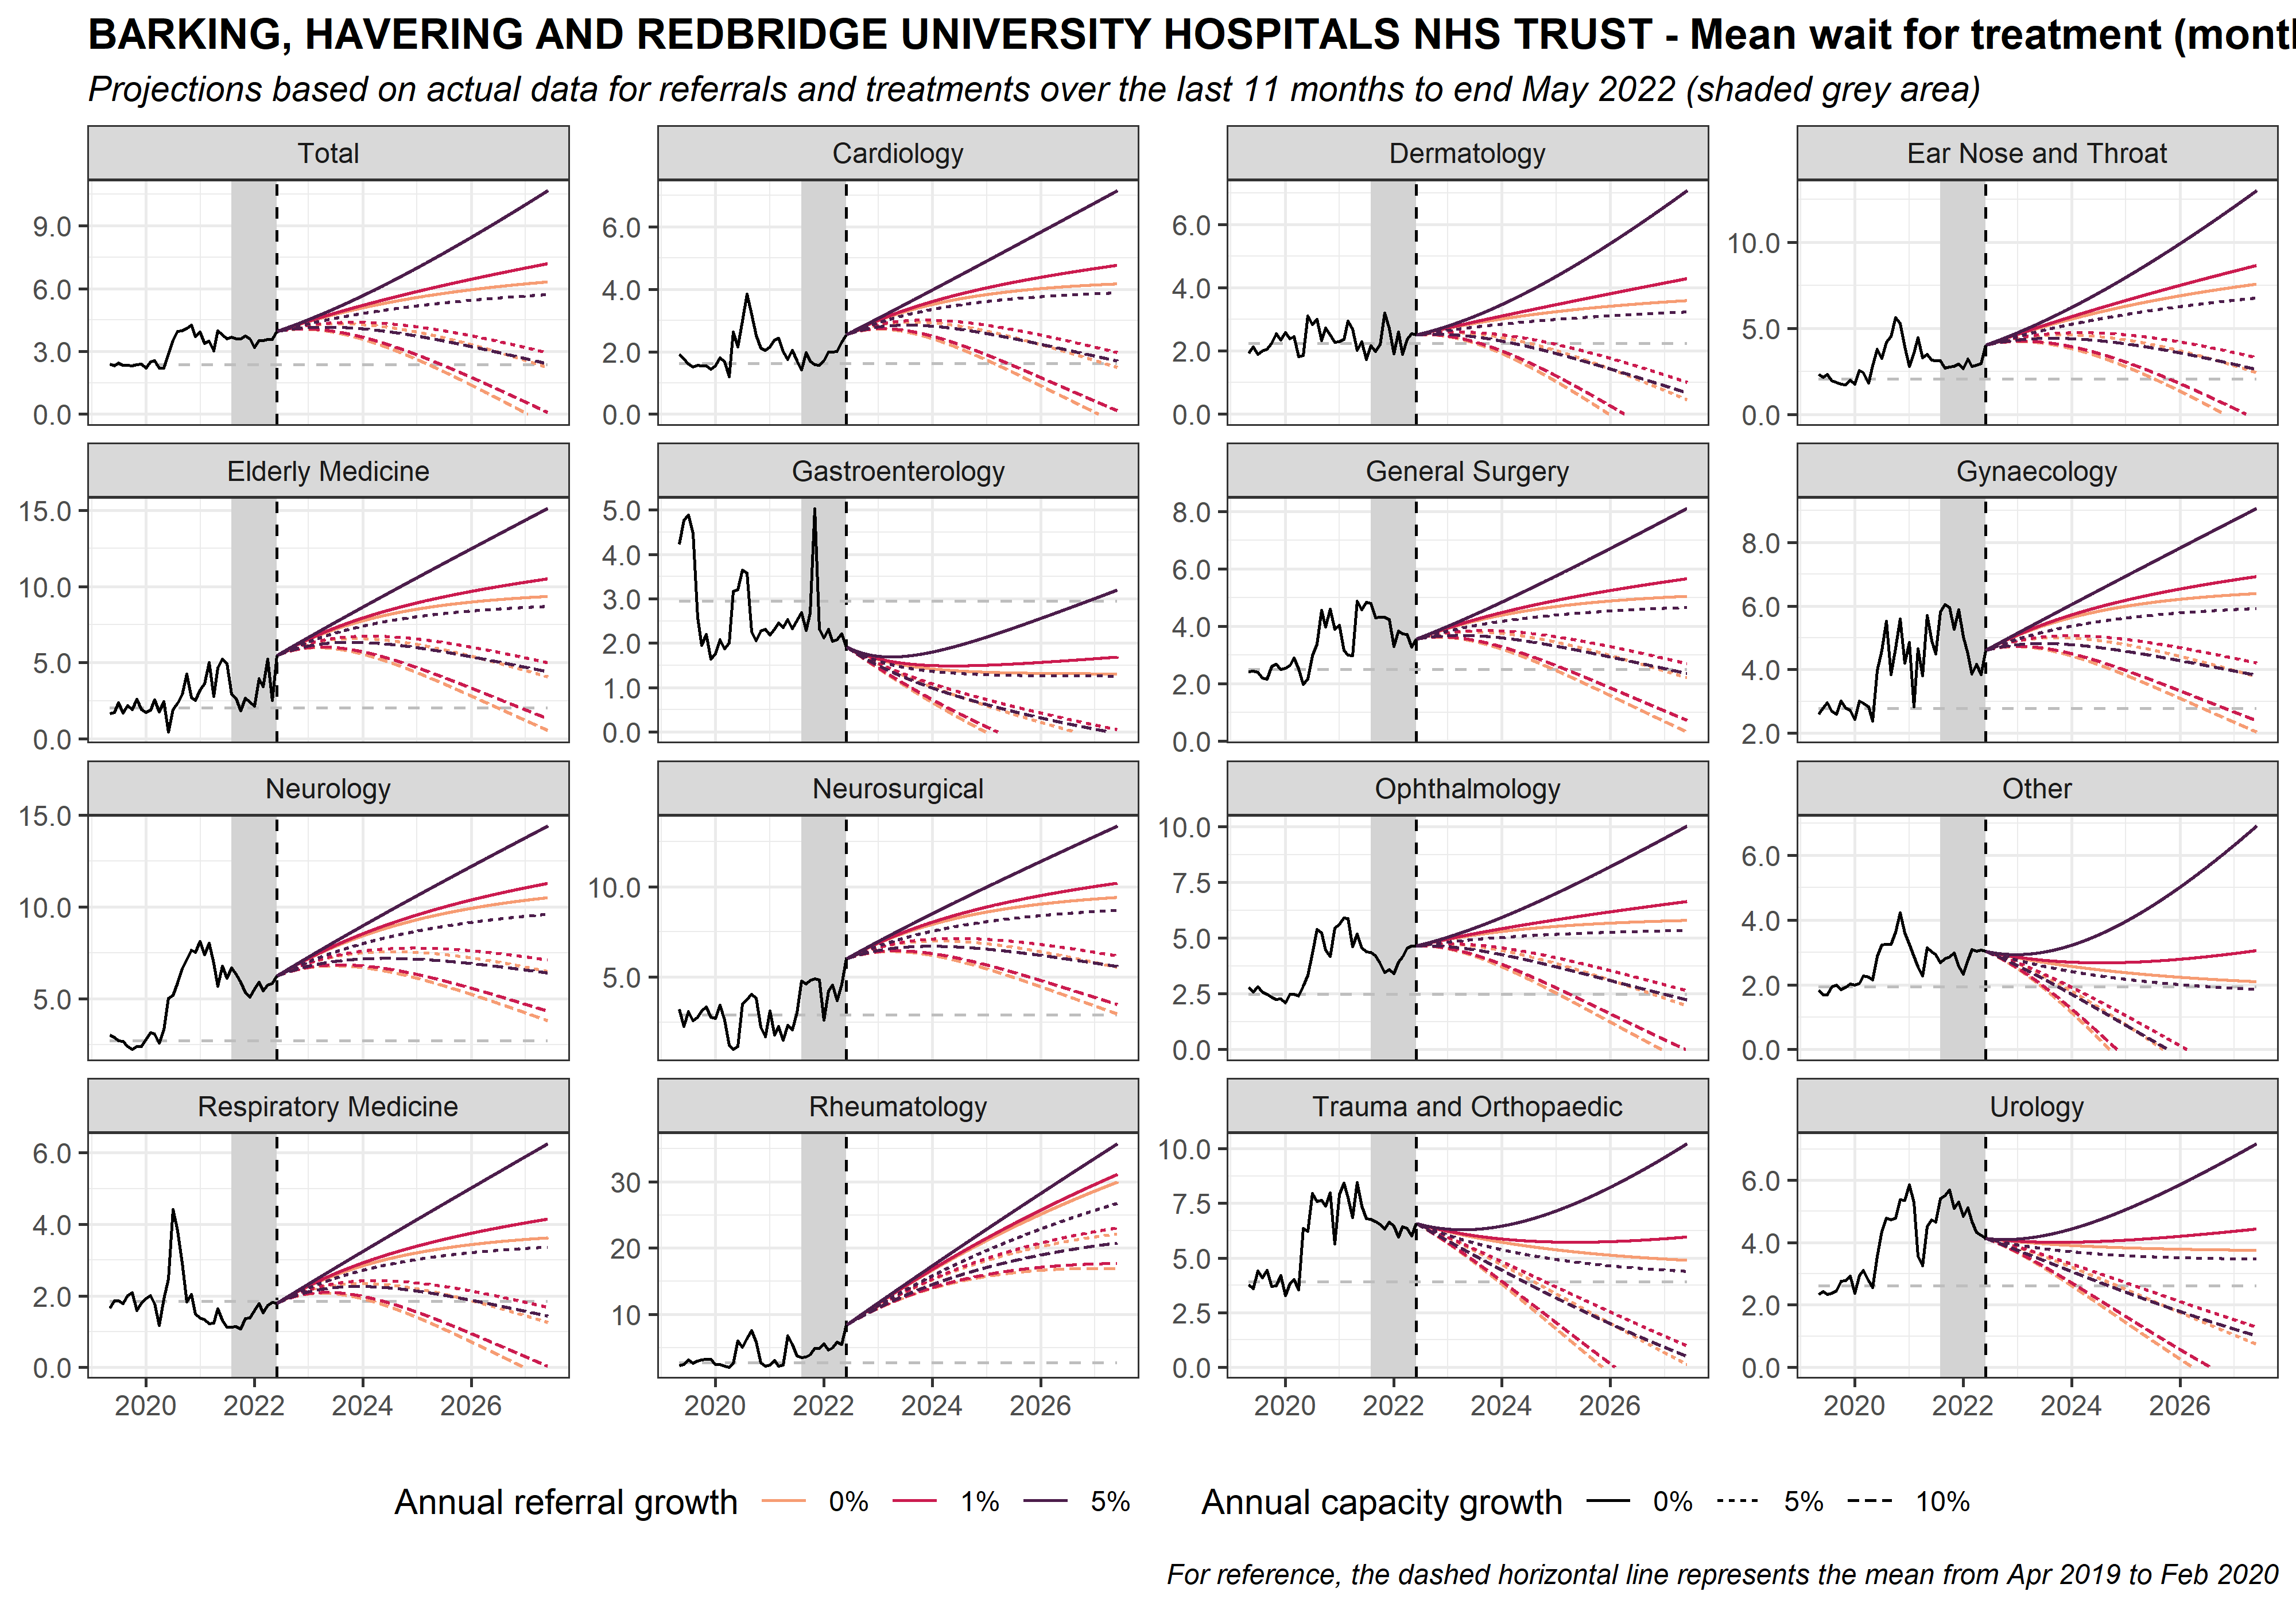 BARKING, HAVERING AND REDBRIDGE UNIVERSITY HOSPITALS NHS TRUST - Mean wait for treatment (mont
Projections based on actual data for referrals and treatments over the last 11 months to end May 2022 (shaded grey area)
Total
Cardiology
Dermatology
Ear Nose and Throat
9.0
6.0
3.0
0.0
6.0
4.0
2.0
0.0
6.0
4.0
2.0
0.0
10.0
5.0
0.0
Elderly Medicine
Gastroenterology
General Surgery
Gynaecology
15.0
10.0
5.0
0.0
5.0
4.0
3.0
2.0
1.0
0.0
8.0
6.0
4.0
2.0
0.0
8.0
6.0
4.0
2.0
Neurology
Neurosurgical
Ophthalmology
Other
15.0
10.0
5.0
10.0
5.0
10.0
7.5
5.0
2.5
0.0
6.0
4.0
2.0
0.0
Respiratory Medicine
Rheumatology
Trauma and Orthopaedic
Urology
6.0
4.0
2.0
0.0
30
20
10
10.0
7.5
5.0
2.5
0.0
6.0
4.0
2.0
0.0
2020 2022 2024 2026
2020 2022 2024 2026
2020 2022 2024 2026
2020 2022 2024 2026
Annual referral growth 0% 1% 5%
Annual capacity growth 0% 5% 10%
For reference, the dashed horizontal line represents the mean from Apr 2019 to Feb 2020